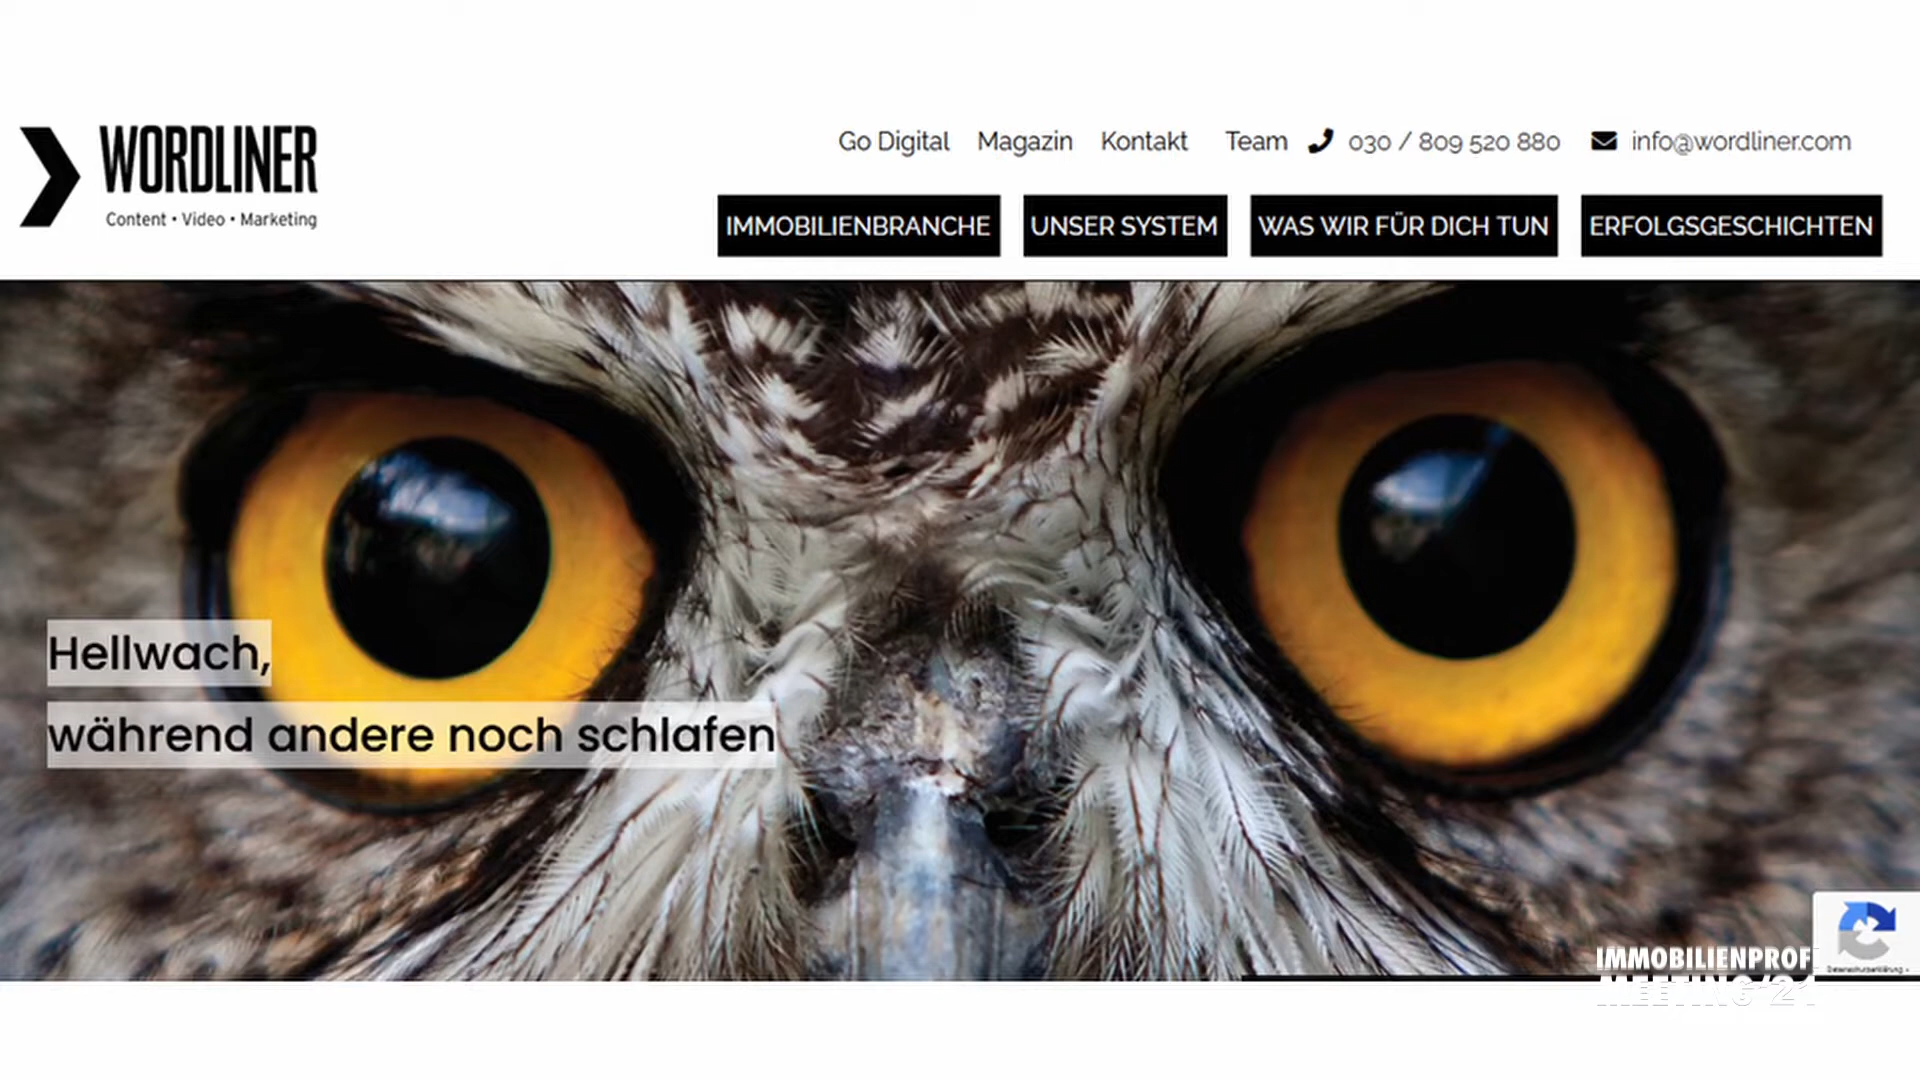 WORDLINER
Content • Video • Marketing
Go Digital Magazin Kontakt Team 030 / 809 520 880 info@wordliner.com
IMMOBILIENBRANCHE UNSER SYSTEM WAS WIR FÜR DICH TUN ERFOLGSGESCHICHTEN
Hellwach,
während andere noch schlafen
Datenschutzerklärung •
IMMOBILIENPROFI
MEETING-21